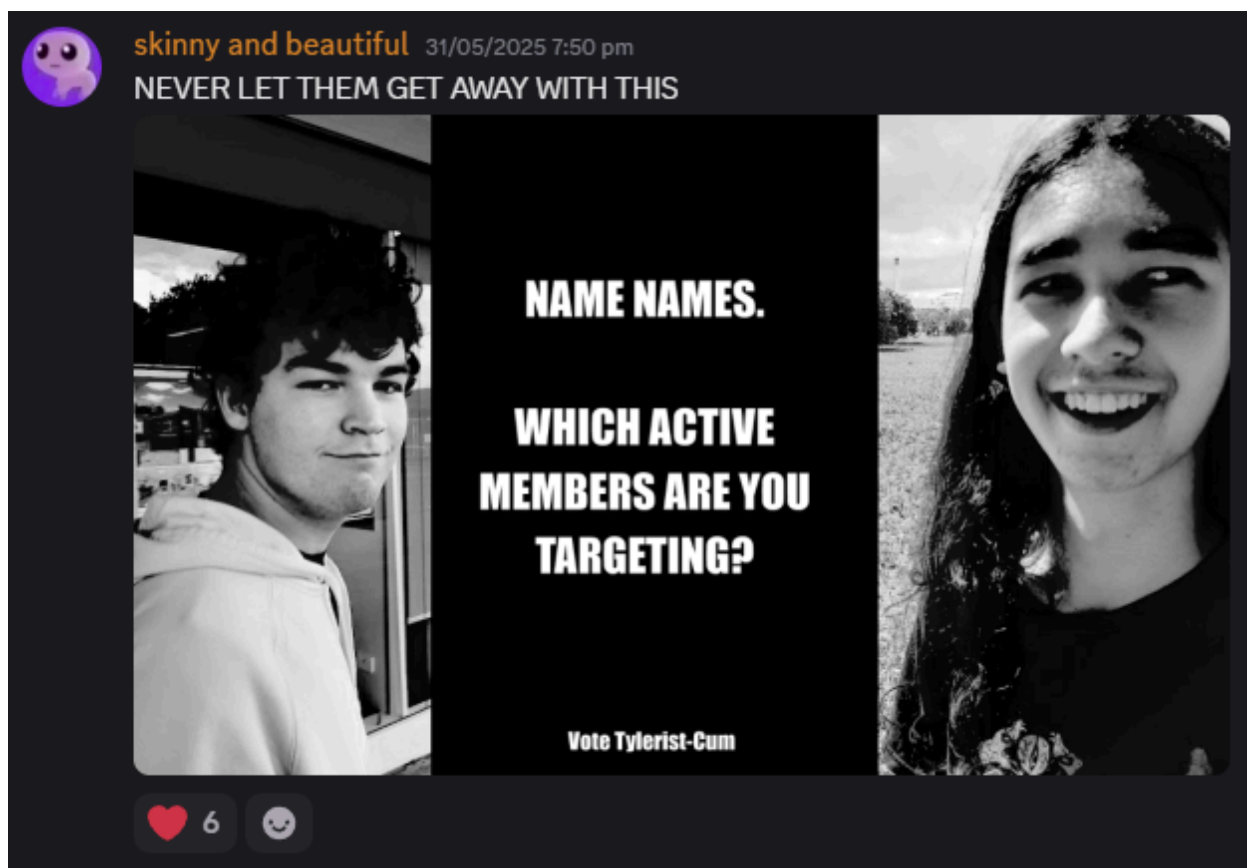 skinny and beautiful 31/05/2025 7:50 pm
NEVER LET THEM GET AWAY WITH THIS
NAME NAMES.
WHICH ACTIVE
MEMBERS ARE YOU
TARGETING?
Vote Tylerist-Cum
6